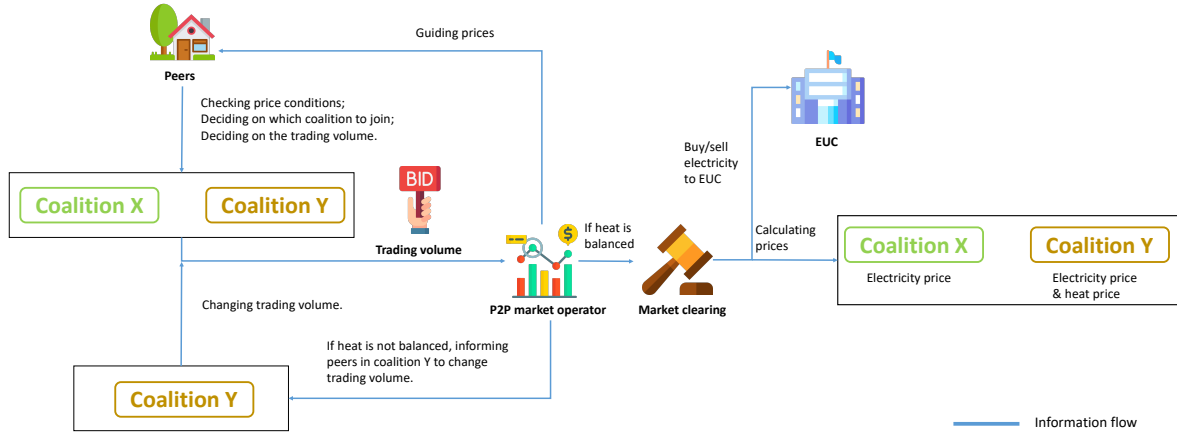 Guiding prices
Peers
Checking price conditions;
Deciding on which coalition to join;
Deciding on the trading volume.
EUC
Buy/sell
electricity
to EUC
Coalition X
Coalition Y
BID
Trading volume
$
If heat is
balanced
Calculating
prices
Coalition X
Coalition Y
Electricity price
Electricity price
& heat price
P2P market operator
Market clearing
Changing trading volume.
If heat is not balanced, informing
peers in coalition Y to change
trading volume.
Coalition Y
Information flow